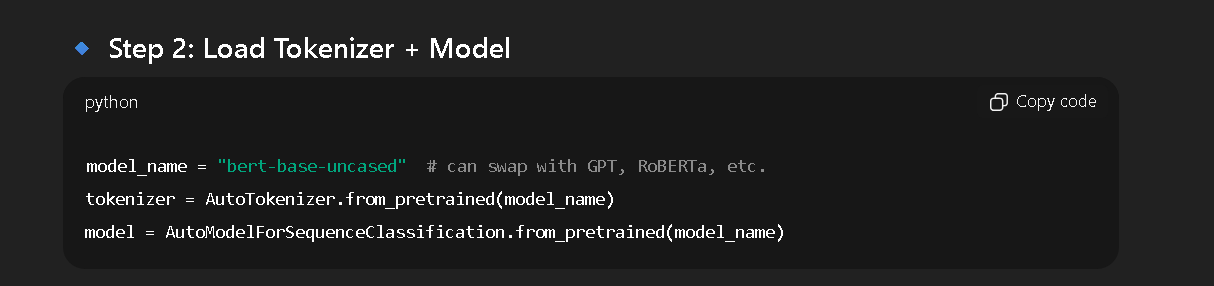 Step 2: Load Tokenizer + Model
python
Copy code
model_name = "bert-base-uncased"  # can swap with GPT, RoBERTa, etc.
tokenizer = AutoTokenizer.from_pretrained(model_name)
model = AutoModelForSequenceClassification.from_pretrained(model_name)